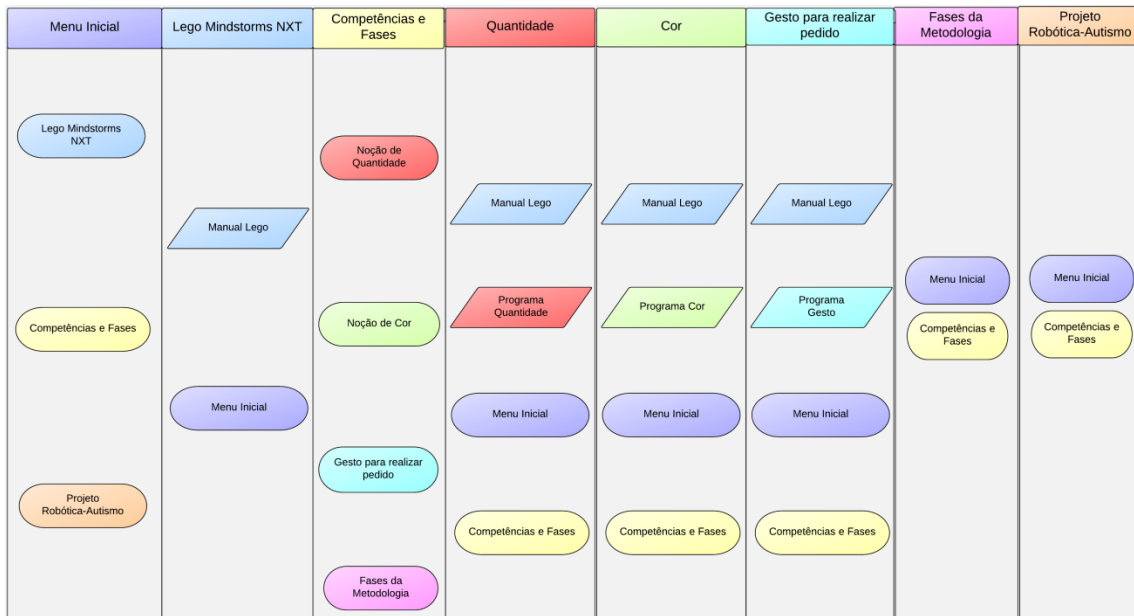 Menu Inicial
Lego Mindstorms NXT
Competências e
Fases
Quantidade
Cor
Gesto para realizar
pedido
Fases da
Metodologia
Projeto
Robótica-Autismo
Lego Mindstorms
NXT
Competências e Fases
Projeto
Robótica-Autismo
Manual Lego
Menu Inicial
Noção de
Quantidade
Noção de Cor
Gesto para realizar
pedido
Fases da
Metodologia
Manual Lego
Programa
Quantidade
Menu Inicial
Competências e Fases
Manual Lego
Programa Cor
Menu Inicial
Competências e Fases
Manual Lego
Programa
Gesto
Menu Inicial
Competências e Fases
Menu Inicial
Competências e
Fases
Menu Inicial
Competências e
Fases